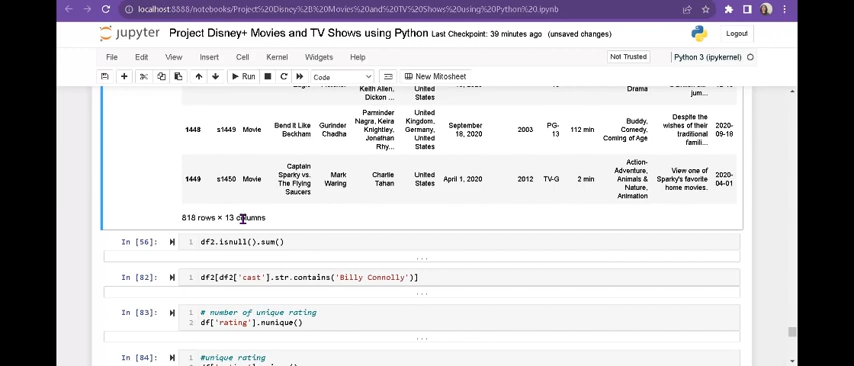 localhost:8888/notebooks/Project%20Disney%2B%20Movies%20and%20TV%20Shows%20using%20Python%20.ipynb
jupyter Project Disney+ Movies and TV Shows using Python Last Checkpoint: 39 minutes ago (unsaved changes) Logout
File Edit View Insert Cell Kernel Widgets Help Not Trusted Python 3 (ipykernel)
Run Code New Mitosheet
Keith Allen,
Dickon ...
United
States
Drama
jum...
1448 s1449 Movie Bend It Like Beckham Gurinder Chadha Parminder Nagra, Keira Knightley, Jonathan Rhy... United Kingdom, Germany, United States September 18, 2020 2003 PG-13 112 min Buddy, Comedy, Coming of Age Despite the wishes of their traditional famili... 2020-09-18
1449 s1450 Movie Captain Sparky vs. The Flying Saucers Mark Waring Charlie Tahan United States April 1, 2020 2012 TV-G 2 min Action-Adventure, Animals & Nature, Animation View one of Sparky's favorite home movies. 2020-04-01
818 rows × 13 columns
In [56]: 1 df2.isnull().sum()
...
In [82]: 1 df2[df2['cast'].str.contains('Billy Connolly')]
...
In [83]: 1 # number of unique rating
2 df['rating'].nunique()
...
In [84]: 1 #unique rating